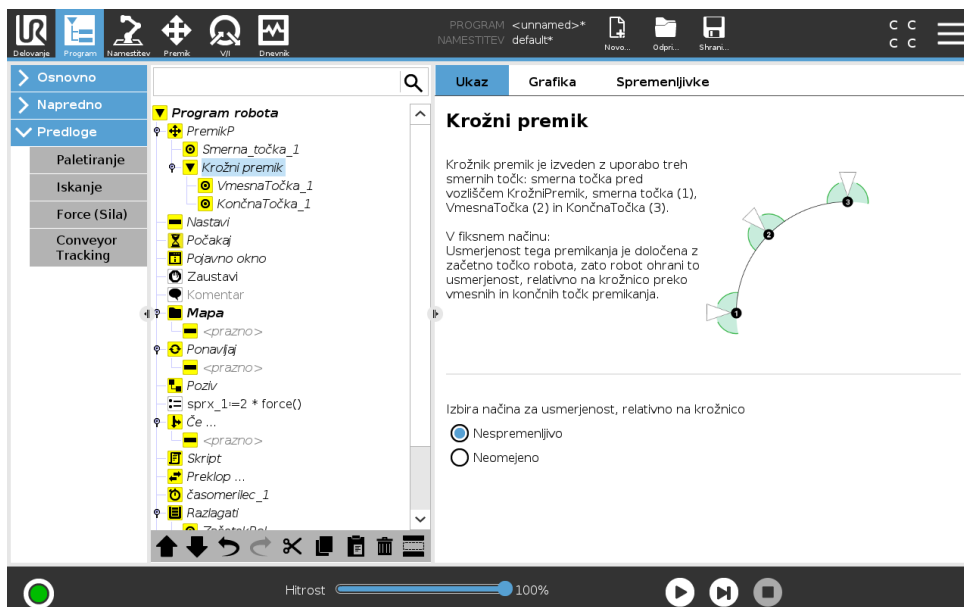 UR
PROGRAM <unnamed>*
NAMESTITEV default*
Delovanje
Program
Namestitev
Premik
V/I
Dnevnik
Novo...
Odpri...
Shrani...
C C
C C
Osnovno
Napredno
Predloge
Paletiranje
Iskanje
Force (Sila)
Conveyor
Tracking
Program robota
PremikP
Smerna_točka_1
Krožni premik
VmesnaTočka_1
KončnaTočka_1
Nastavi
Počakaj
Pojavno okno
Zaustavi
Komentar
Mapa
<prazno>
Ponavljaj
<prazno>
Poziv
sprx_1:=2 * force()
Če ...
<prazno>
Skript
Preklop ...
časomerilec_1
Razlagati
Ukaz
Grafika
Spremenljivke
Krožni premik
Krožnik premik je izveden z uporabo treh
smernih točk: smerna točka pred
vozliščem KrožniPremik, smerna točka (1),
VmesnaTočka (2) in KončnaTočka (3).
V fiksnem načinu:
Usmerjenost tega premikanja je določena z
začetno točko robota, zato robot ohrani to
usmerjenost, relativno na krožnico preko
vmesnih in končnih točk premikanja.
3
2
1
Izbira načina za usmerjenost, relativno na krožnico
Nespremenljivo
Neomejeno
Hitrost
100%